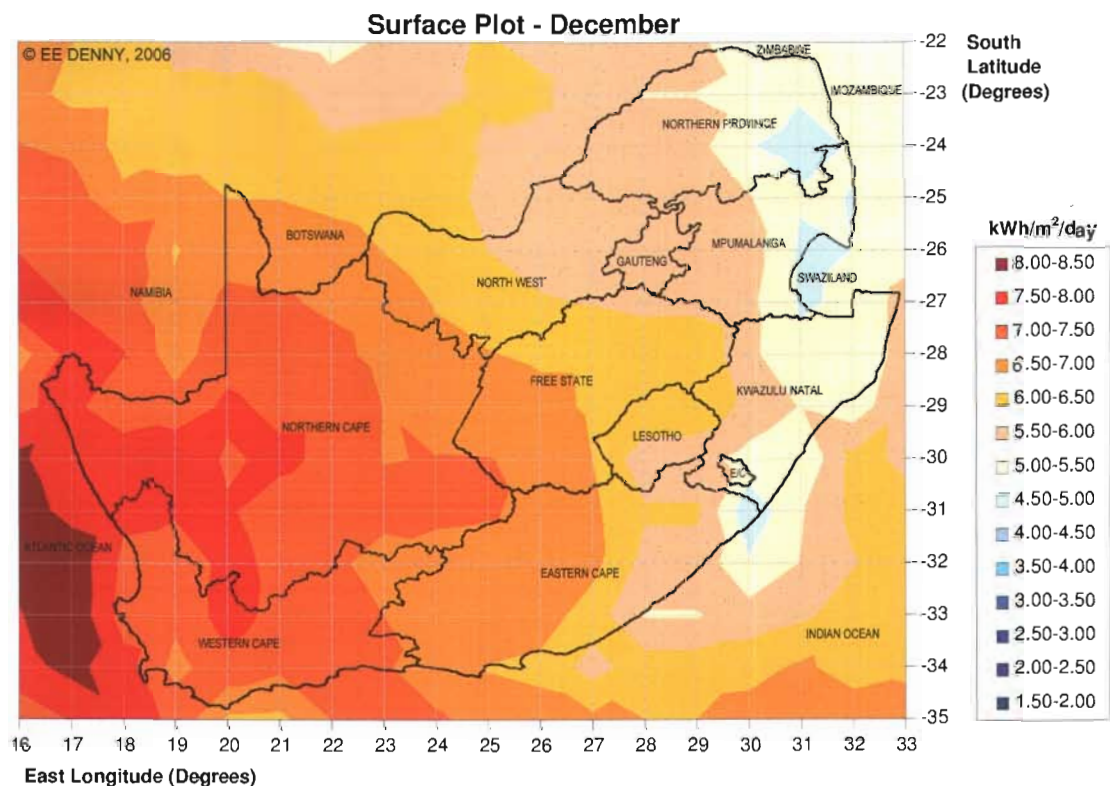 Surface Plot - December
© EE DENNY, 2006
South
Latitude
(Degrees)
-22
-23
-24
-25
-26
-27
-28
-29
-30
-31
-32
-33
-34
-35
ZIMBABWE
MOZAMBIQUE
NORTHERN PROVINCE
BOTSWANA
MPUMALANGA
GAUTENG
NORTH WEST
SWAZILAND
NAMIBIA
FREE STATE
KWAZULU NATAL
NORTHERN CAPE
LESOTHO
E/C
ATLANTIC OCEAN
EASTERN CAPE
WESTERN CAPE
INDIAN OCEAN
kWh/m²/day
8.00-8.50
7.50-8.00
7.00-7.50
6.50-7.00
6.00-6.50
5.50-6.00
5.00-5.50
4.50-5.00
4.00-4.50
3.50-4.00
3.00-3.50
2.50-3.00
2.00-2.50
1.50-2.00
16 17 18 19 20 21 22 23 24 25 26 27 28 29 30 31 32 33
East Longitude (Degrees)